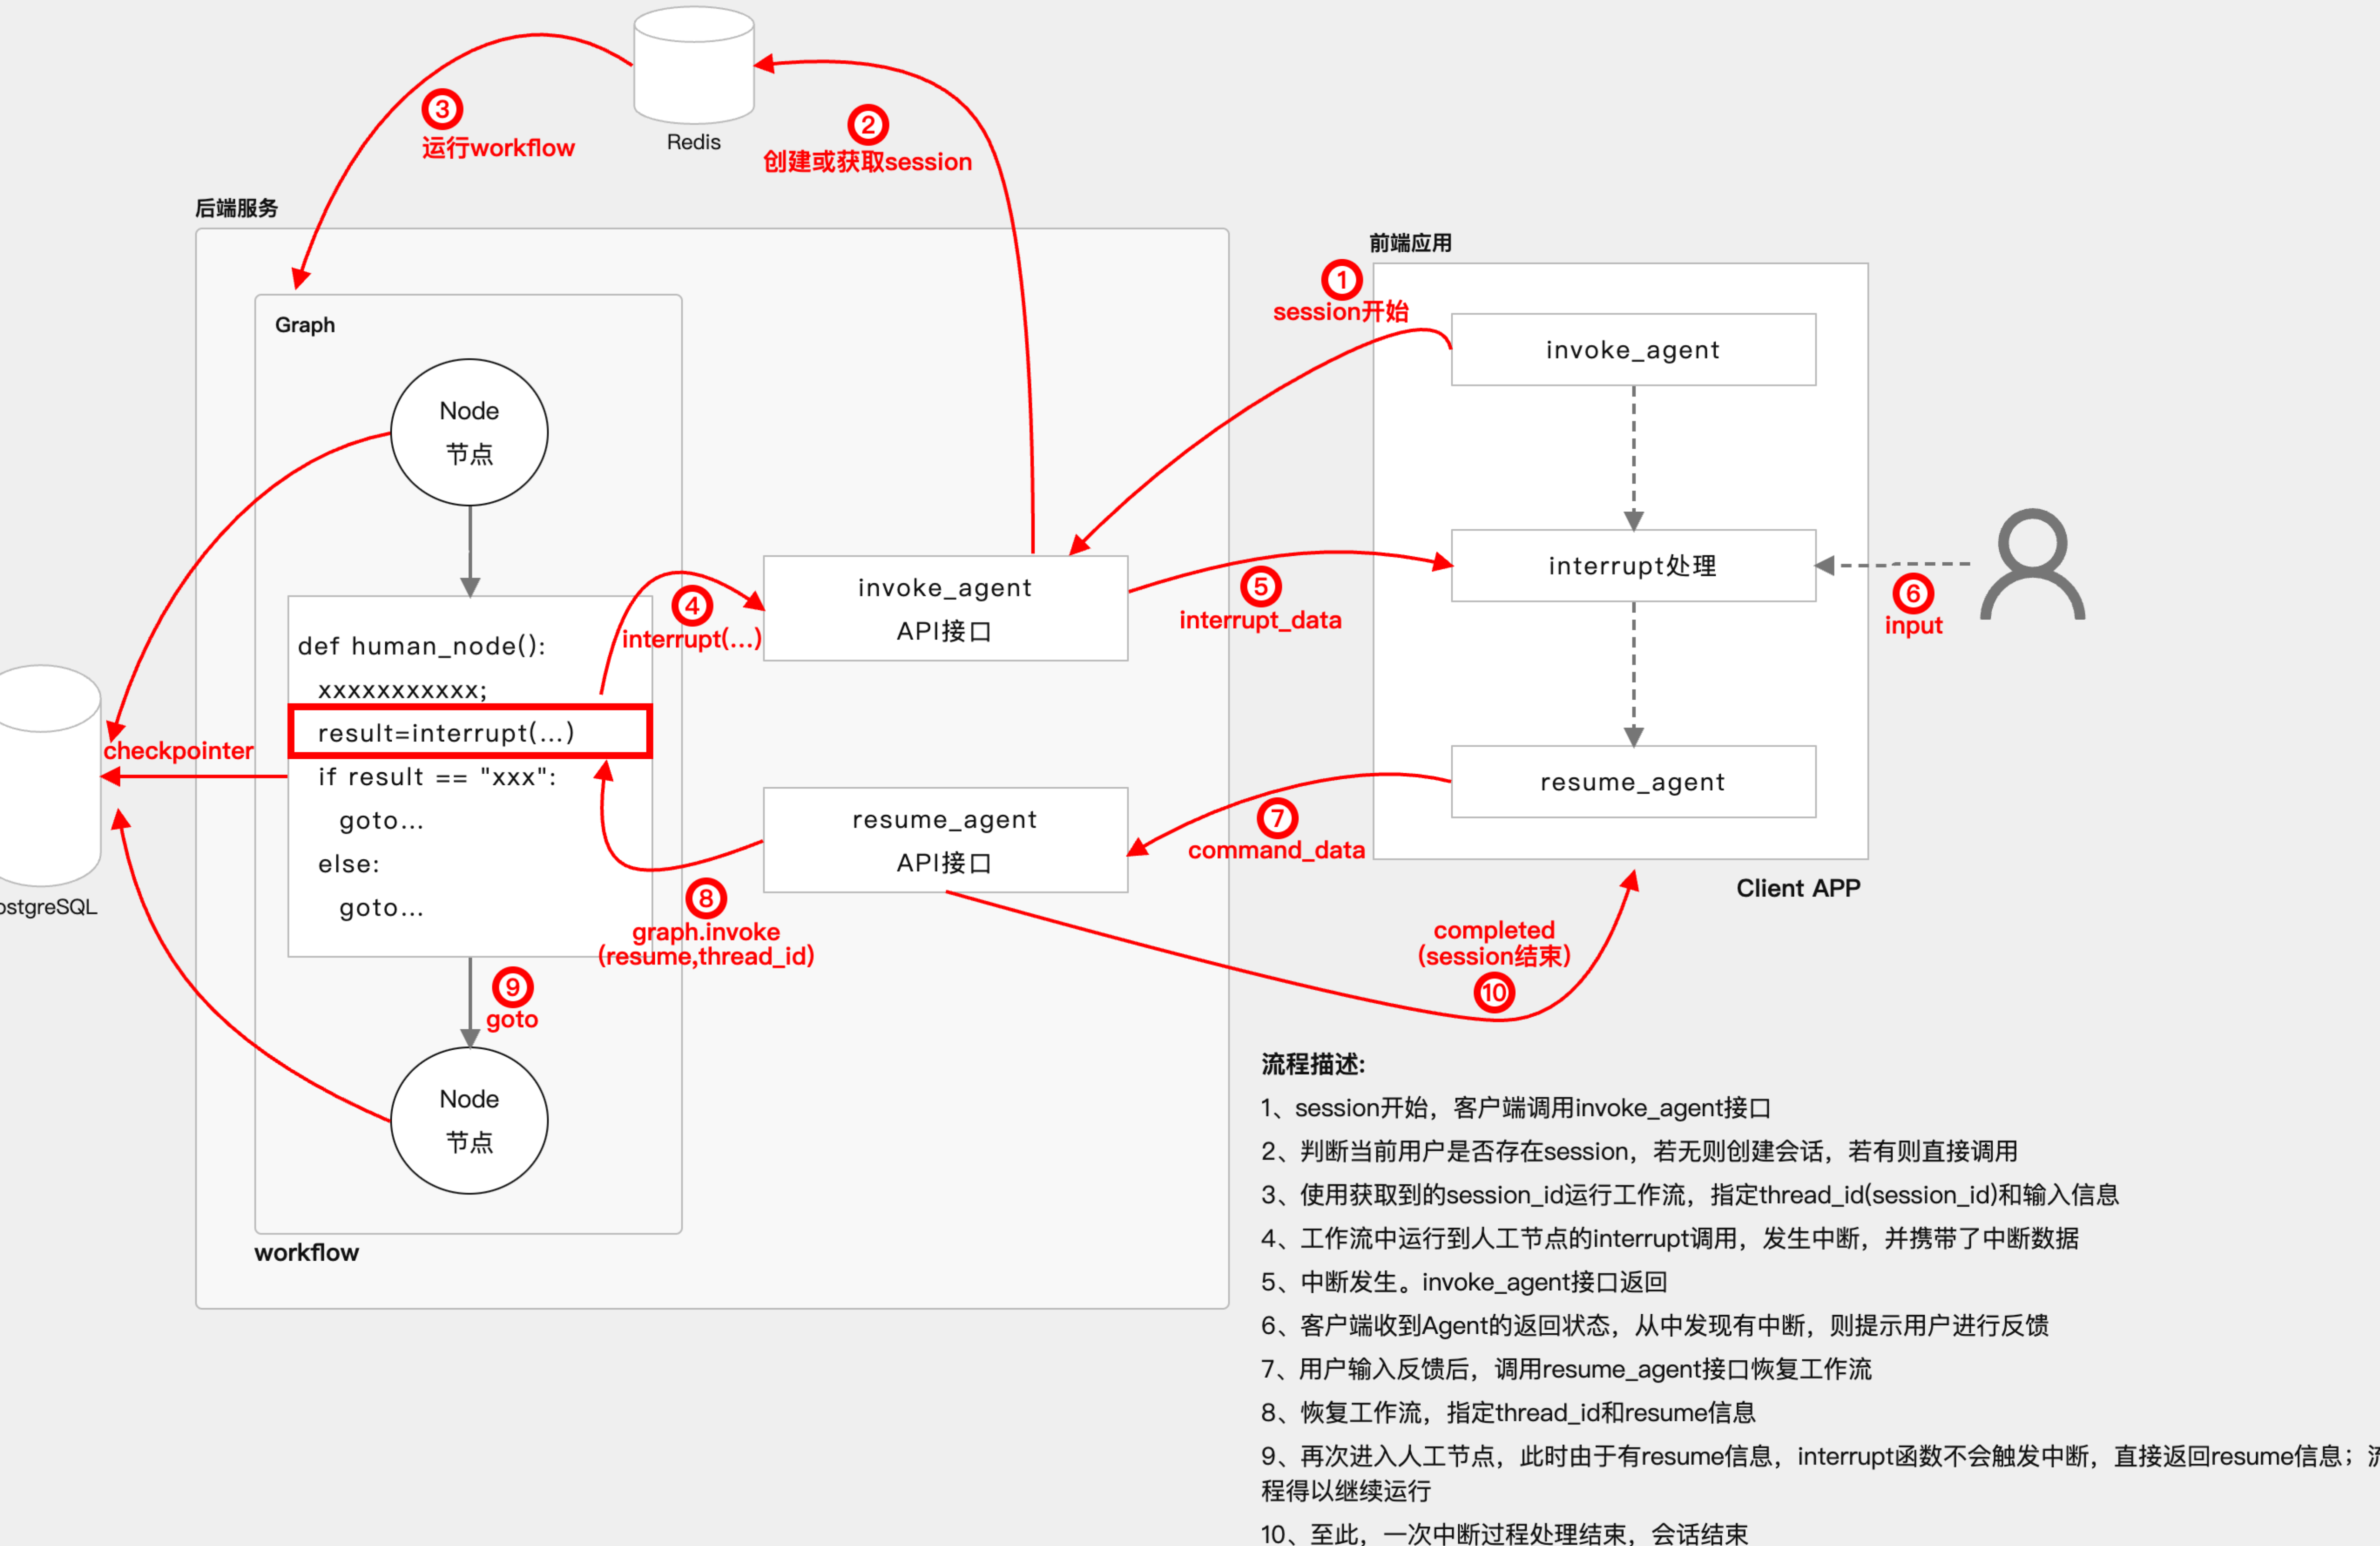 Redis
③
运行workflow
②
创建或获取session
后端服务
前端应用
①
session开始
Graph
invoke_agent
Node
节点
invoke_agent
API接口
interrupt处理
④
interrupt(...)
⑤
interrupt_data
⑥
input
def human_node():
xxxxxxxxxxx;
result=interrupt(...)
if result == "xxx":
goto...
else:
goto...
checkpointer
ostgreSQL
resume_agent
API接口
resume_agent
⑦
command_data
Client APP
⑧
graph.invoke
(resume,thread_id)
completed
(session结束)
⑩
⑨
goto
Node
节点
workflow
流程描述:
1、session开始，客户端调用invoke_agent接口
2、判断当前用户是否存在session，若无则创建会话，若有则直接调用
3、使用获取到的session_id运行工作流，指定thread_id(session_id)和输入信息
4、工作流中运行到人工节点的interrupt调用，发生中断，并携带了中断数据
5、中断发生。invoke_agent接口返回
6、客户端收到Agent的返回状态，从中发现有中断，则提示用户进行反馈
7、用户输入反馈后，调用resume_agent接口恢复工作流
8、恢复工作流，指定thread_id和resume信息
9、再次进入人工节点，此时由于有resume信息，interrupt函数不会触发中断，直接返回resume信息；流
程得以继续运行
10、至此，一次中断过程处理结束，会话结束